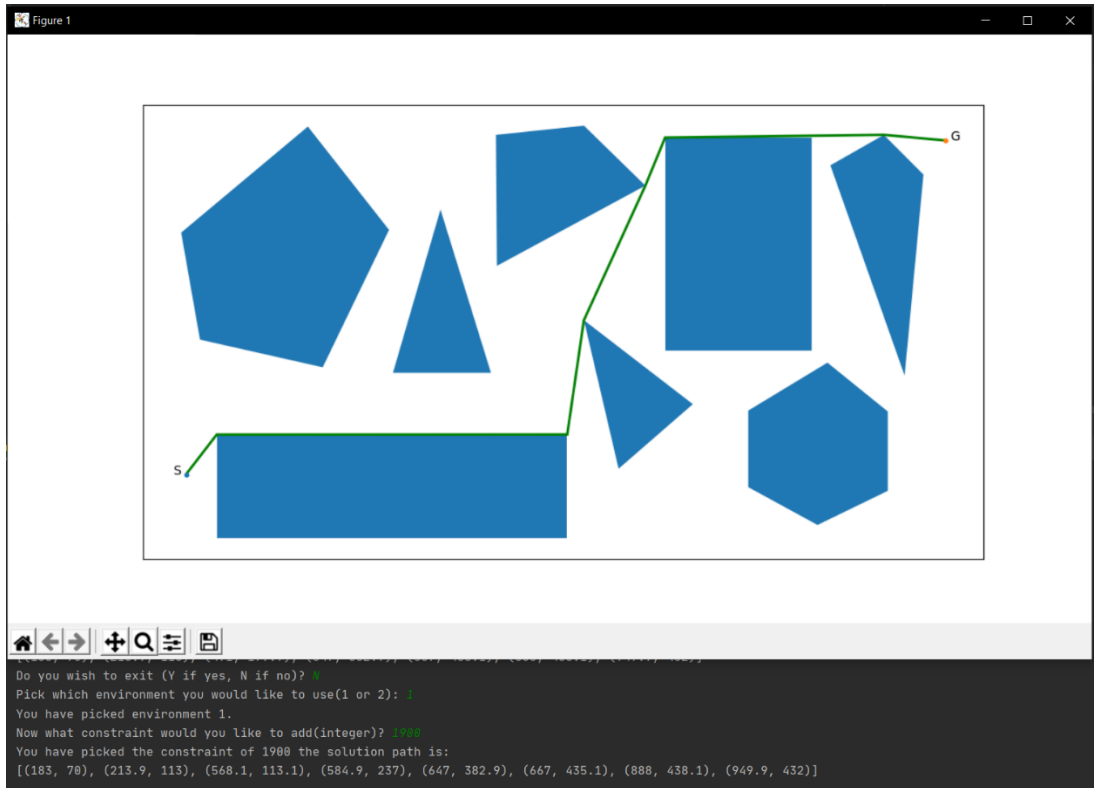 Figure 1
G
S
Do you wish to exit (Y if yes, N if no)? N
Pick which environment you would like to use(1 or 2): 1
You have picked environment 1.
Now what constraint would you like to add(integer)? 1900
You have picked the constraint of 1900 the solution path is:
[(183, 70), (213.9, 113), (568.1, 113.1), (584.9, 237), (647, 382.9), (667, 435.1), (888, 438.1), (949.9, 432)]